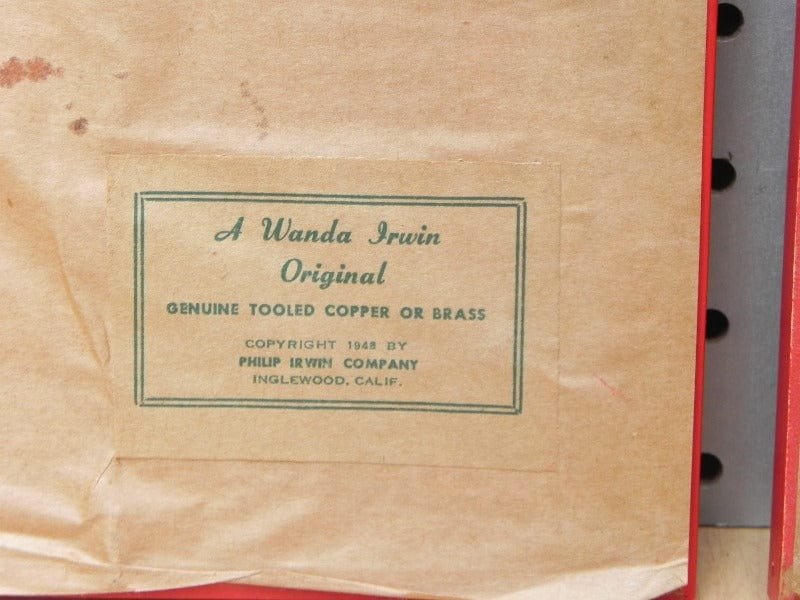 A Wanda Irwin
Original
GENUINE TOOLED COPPER OR BRASS
COPYRIGHT 1948 BY
PHILIP IRWIN COMPANY
INGLEWOOD, CALIF.